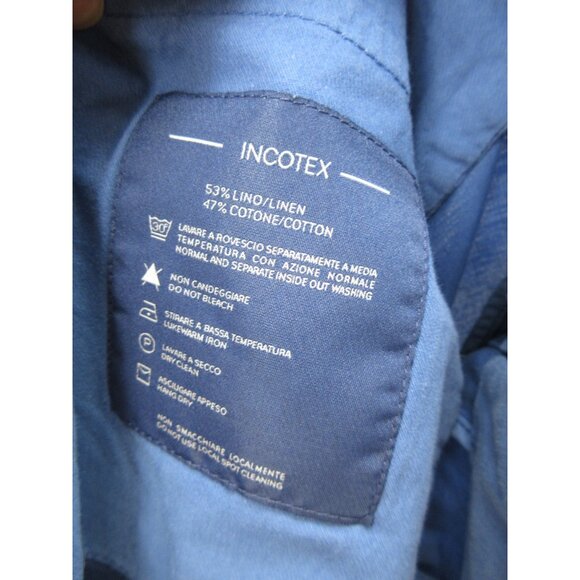 INCOTEX
53% LINO/LINEN
47% COTONE/COTTON
30°
LAVARE A ROVESCIO SEPARATAMENTE A MEDIA
TEMPERATURA CON AZIONE NORMALE
NORMAL AND SEPARATE INSIDE OUT WASHING
NON CANDEGGIARE
DO NOT BLEACH
STIRARE A BASSA TEMPERATURA
LUKEWARM IRON
P
LAVARE A SECCO
DRY CLEAN
ASCIUGARE APPESO
HANG DRY
NON SMACCHIARE LOCALMENTE
DO NOT USE LOCAL SPOT CLEANING